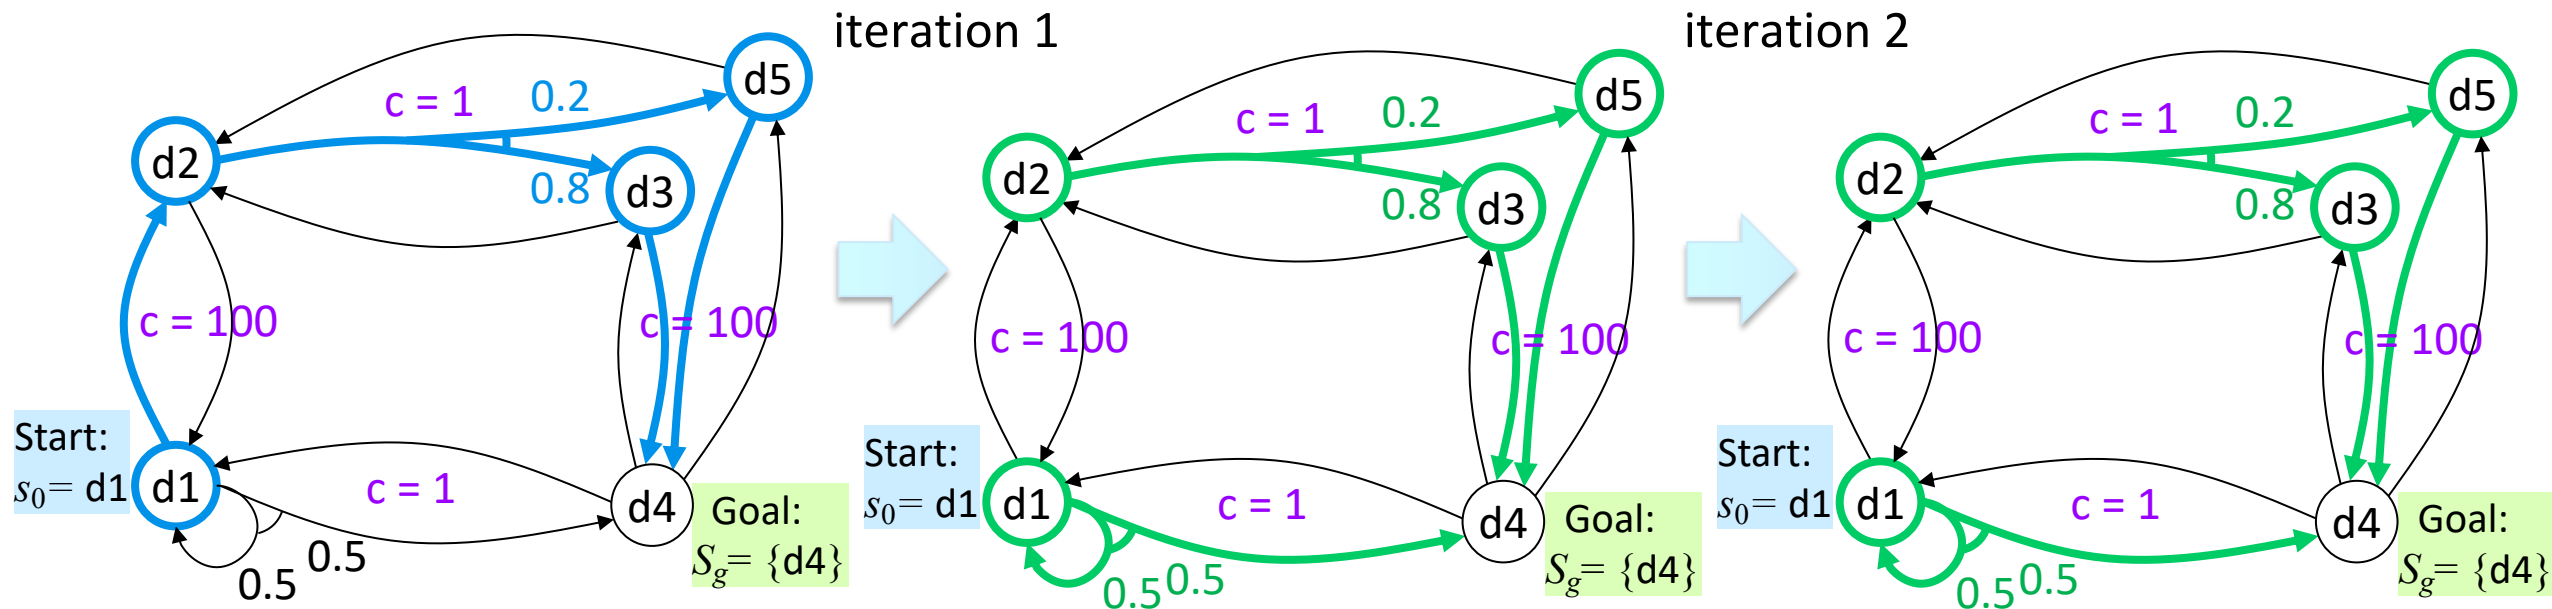 iteration 1
iteration 2
d5
c = 1
0.2
d2
0.8
d3
c = 100
c = 100
Start:
s0= d1
d1
c = 1
d4
Goal:
Sg= {d4}
0.5
0.5
d5
c = 1
0.2
d2
0.8
d3
c = 100
c = 100
Start:
s0= d1
d1
c = 1
d4
Goal:
Sg= {d4}
0.5
0.5
d5
c = 1
0.2
d2
0.8
d3
c = 100
c = 100
Start:
s0= d1
d1
c = 1
d4
Goal:
Sg= {d4}
0.5
0.5